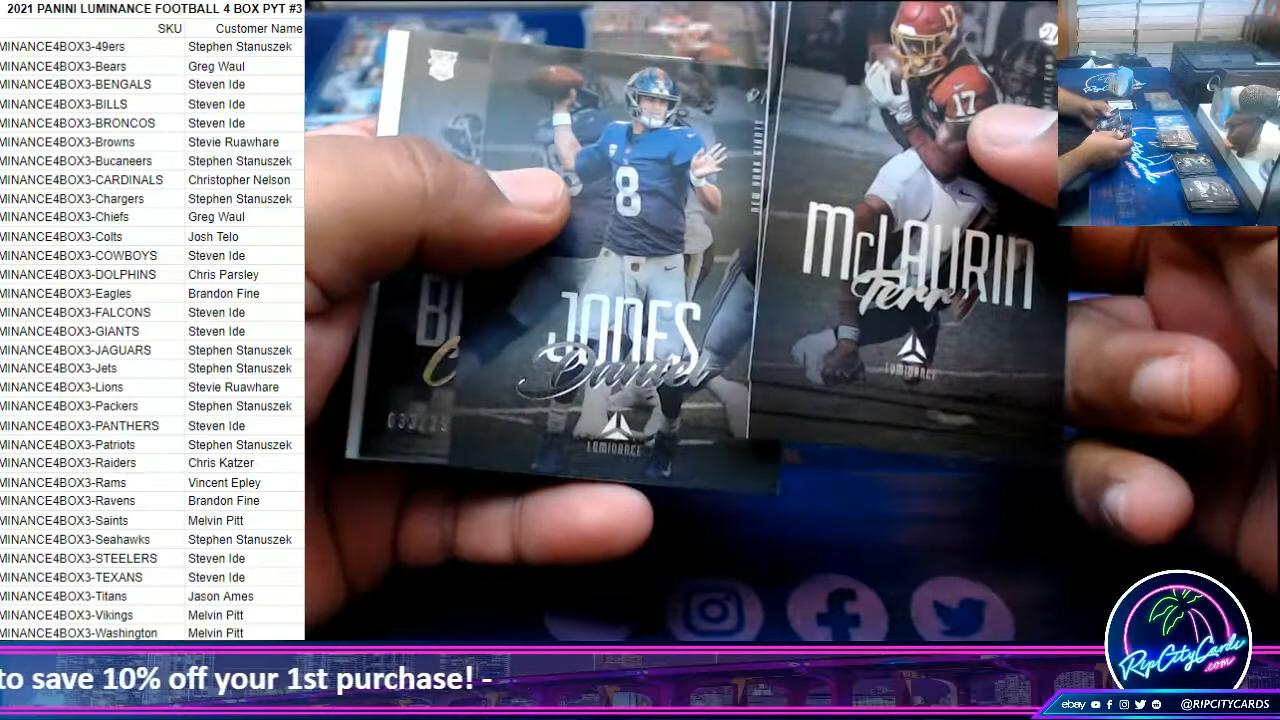 2021 PANINI LUMINANCE FOOTBALL 4 BOX PYT #3
SKU Customer Name
MINANCE4BOX3-49ers Stephen Stanuszek
MINANCE4BOX3-Bears Greg Waul
MINANCE4BOX3-BENGALS Steven Ide
MINANCE4BOX3-BILLS Steven Ide
MINANCE4BOX3-BRONCOS Steven Ide
MINANCE4BOX3-Browns Stevie Ruawhare
MINANCE4BOX3-Bucaneers Stephen Stanuszek
MINANCE4BOX3-CARDINALS Christopher Nelson
MINANCE4BOX3-Chargers Stephen Stanuszek
MINANCE4BOX3-Chiefs Greg Waul
MINANCE4BOX3-Colts Josh Telo
MINANCE4BOX3-COWBOYS Steven Ide
MINANCE4BOX3-DOLPHINS Chris Parsley
MINANCE4BOX3-Eagles Brandon Fine
MINANCE4BOX3-FALCONS Steven Ide
MINANCE4BOX3-GIANTS Steven Ide
MINANCE4BOX3-JAGUARS Stephen Stanuszek
MINANCE4BOX3-Jets Stephen Stanuszek
MINANCE4BOX3-Lions Stevie Ruawhare
MINANCE4BOX3-Packers Stephen Stanuszek
MINANCE4BOX3-PANTHERS Steven Ide
MINANCE4BOX3-Patriots Stephen Stanuszek
MINANCE4BOX3-Raiders Chris Katzer
MINANCE4BOX3-Rams Vincent Epley
MINANCE4BOX3-Ravens Brandon Fine
MINANCE4BOX3-Saints Melvin Pitt
MINANCE4BOX3-Seahawks Stephen Stanuszek
MINANCE4BOX3-STEELERS Steven Ide
MINANCE4BOX3-TEXANS Steven Ide
MINANCE4BOX3-Titans Jason Ames
MINANCE4BOX3-Vikings Melvin Pitt
MINANCE4BOX3-Washington Melvin Pitt
8
NEW YORK GIANTS
JONES
Daniel
LUMINANCE
17
McLAURIN
Terry
LUMINANCE
RipCityCards
.com
to save 10% off your 1st purchase! -
ebay @RIPCITYCARDS